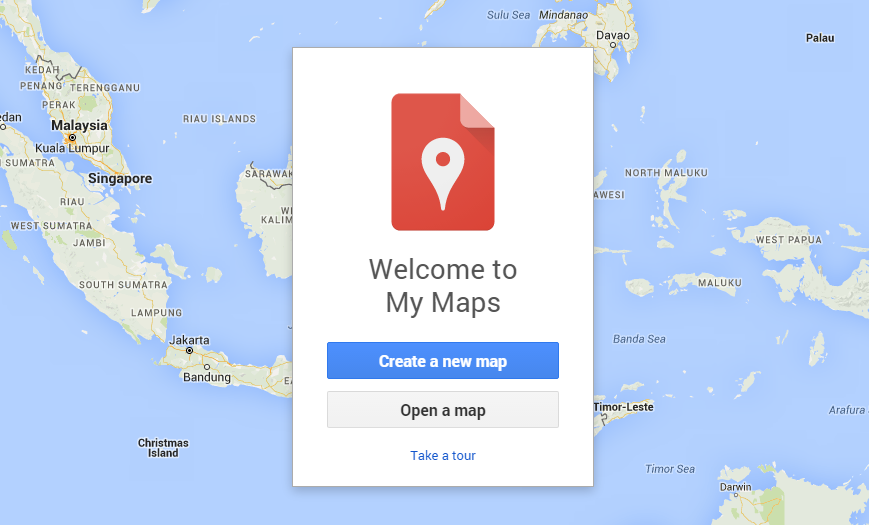 Sulu Sea
Mindanao
Davao
Palau
KEDAH
PENANG
TERENGGANU
PERAK
Malaysia
Kuala Lumpur
edan
SUMATRA
RIAU ISLANDS
Singapore
SARAWAK
RIAU
WEST SUMATRA
JAMBI
SOUTH SUMATRA
LAMPUNG
Jakarta
Bandung
Christmas
Island
WE
KALIM
Welcome to
My Maps
Create a new map
Open a map
Take a tour
NORTH MALUKU
AWESI
WEST PAPUA
MALUKU
Banda Sea
Timor-Leste
Arafura
Timor Sea
Darwin